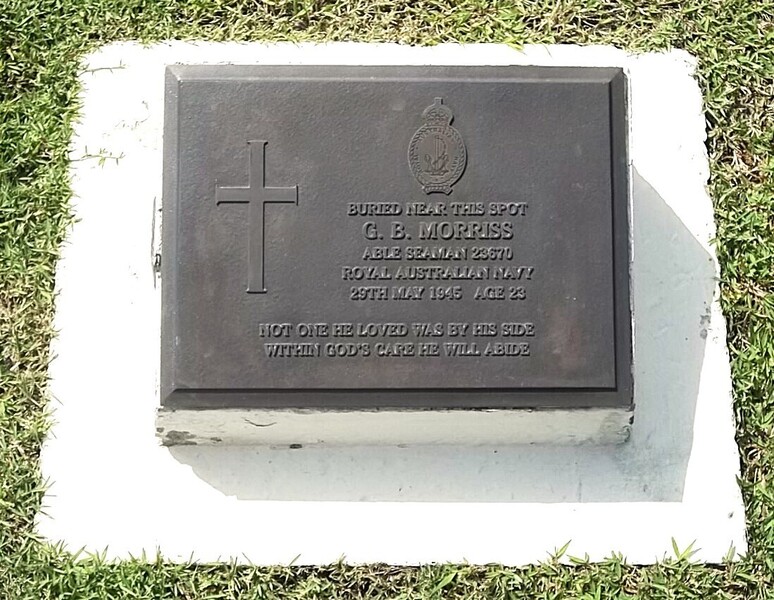 BURIED NEAR THIS SPOT
G. B. MORRISS
ABLE SEAMAN 23670
ROYAL AUSTRALIAN NAVY
29TH MAY 1945 AGE 23
NOT ONE HE LOVED WAS BY HIS SIDE
WITHIN GOD'S CARE HE WILL ABIDE